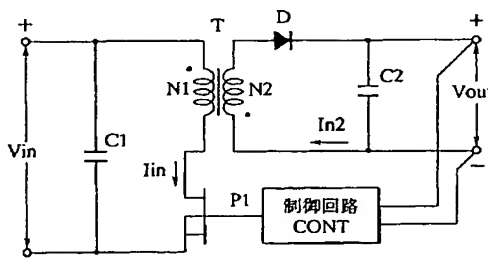 T
D
+
+
N1
N2
C1
C2
Vin
Vout
In2
Iin
P1
制御回路
CONT
−